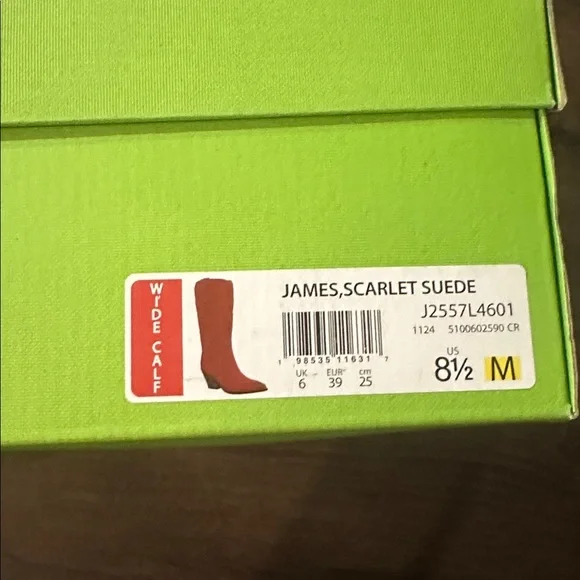 WIDE CALF
JAMES,SCARLET SUEDE
J2557L4601
1124 5100602590 CR
1 98535 11631 7
UK EUR cm US
6 39 25 8½ M